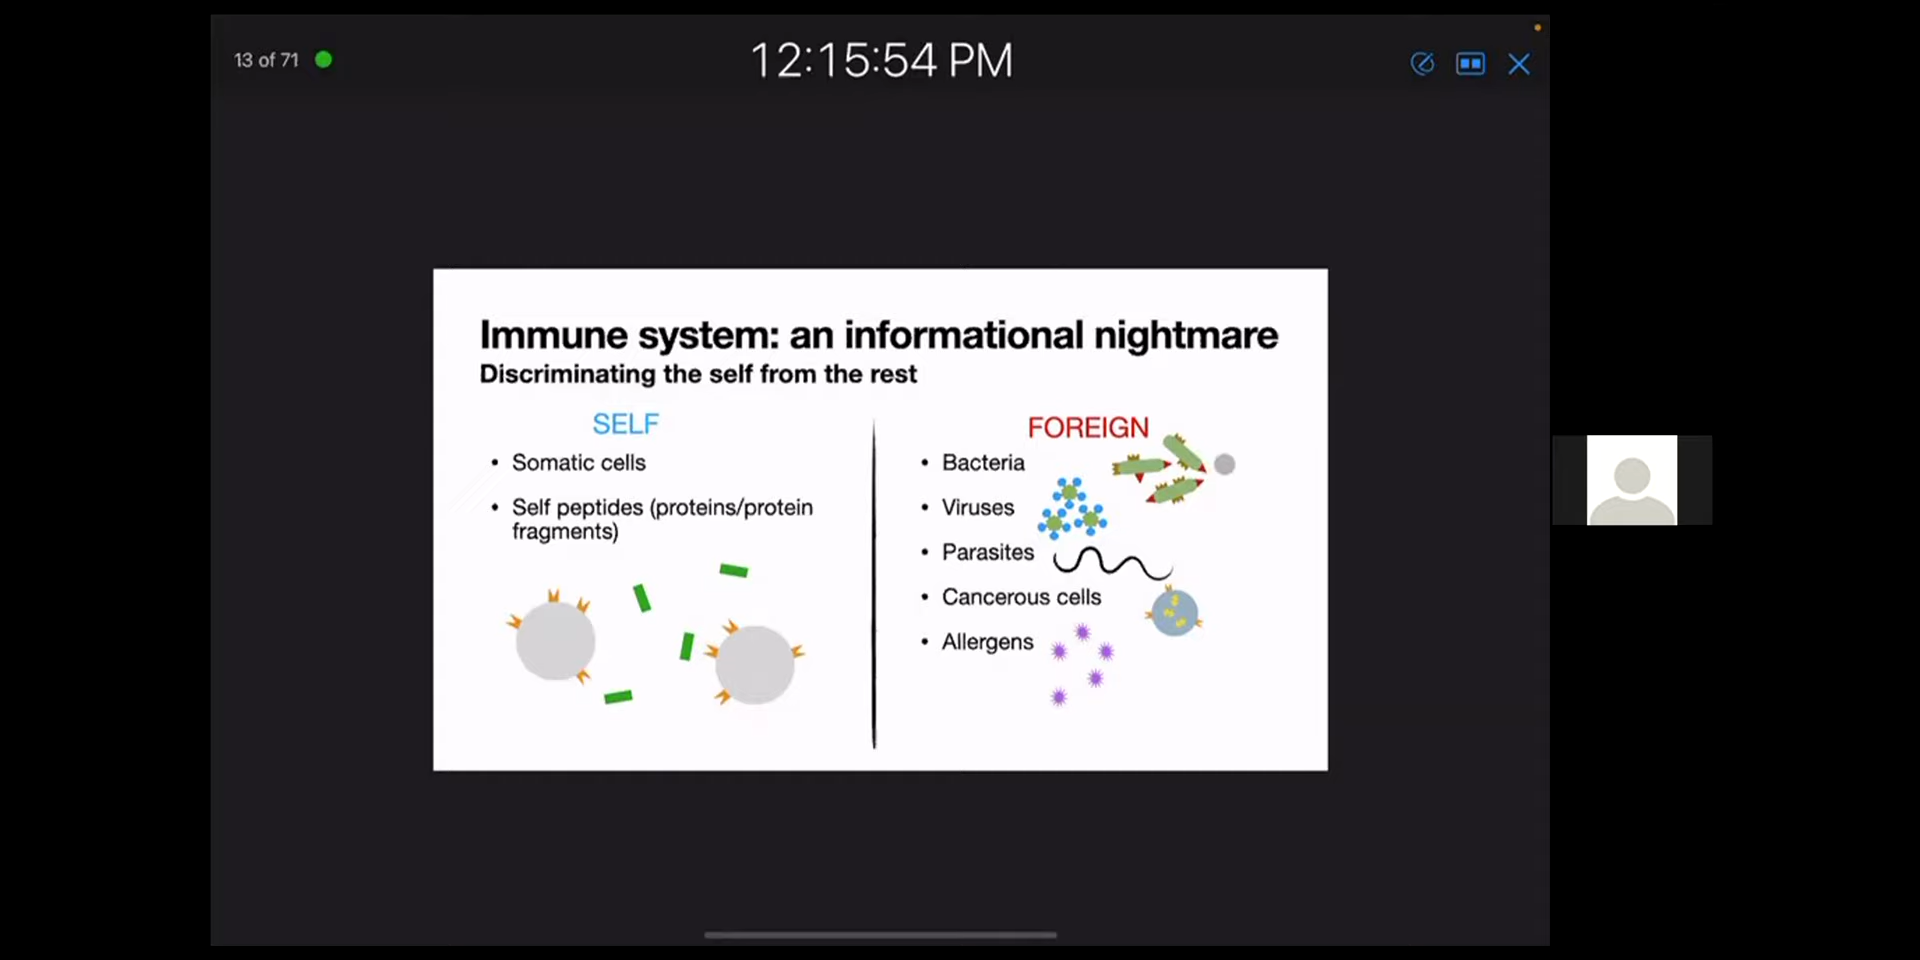 13 of 71
12:15:54 PM
Immune system: an informational nightmare
Discriminating the self from the rest
SELF
• Somatic cells
• Self peptides (proteins/protein
fragments)
FOREIGN
• Bacteria
• Viruses
• Parasites
• Cancerous cells
• Allergens